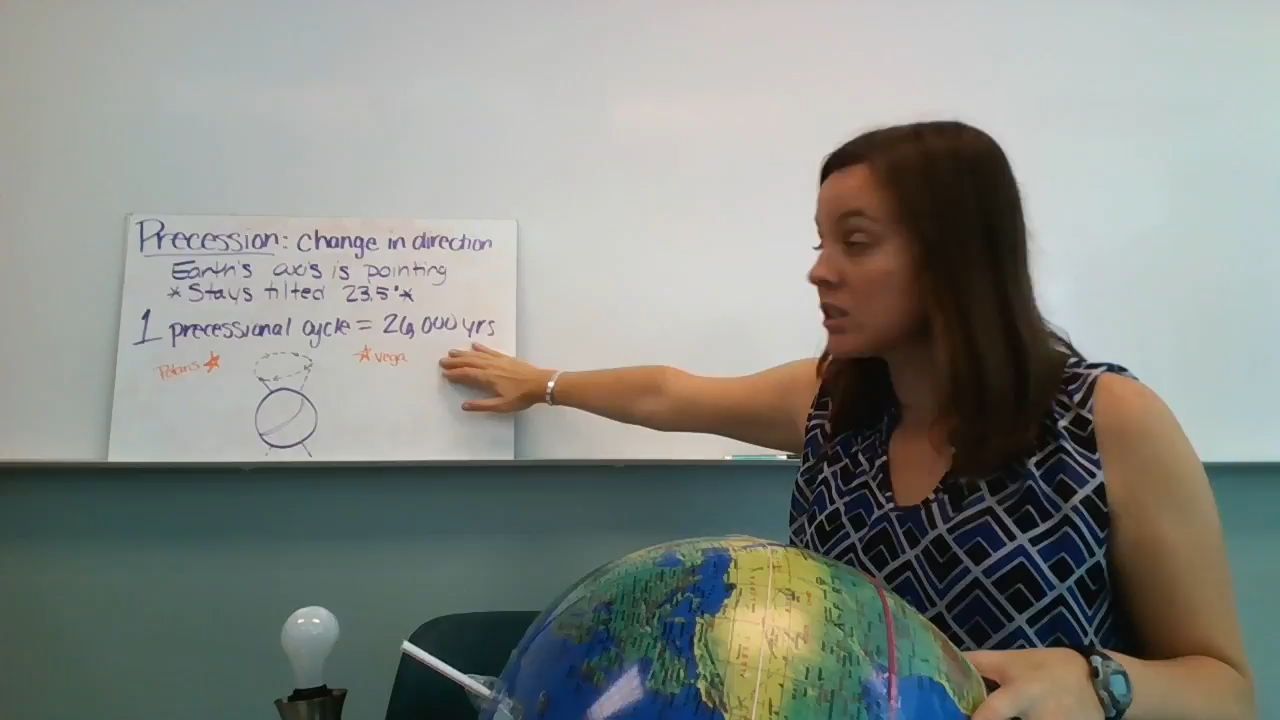 Precession: change in direction
Earth's axis is pointing
*Stays tilted 23.5°*
1 precessional cycle = 26,000 yrs
Polaris ★ ★ Vega